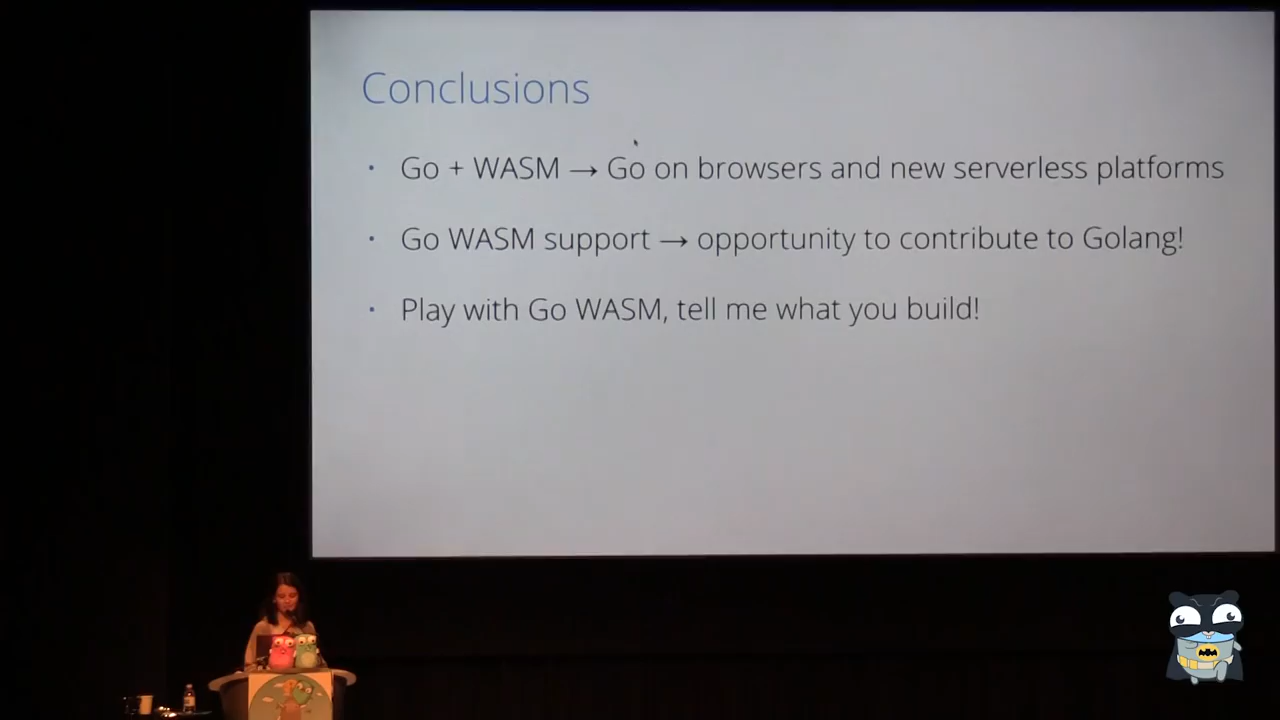 Conclusions
· Go + WASM → Go on browsers and new serverless platforms
· Go WASM support → opportunity to contribute to Golang!
· Play with Go WASM, tell me what you build!